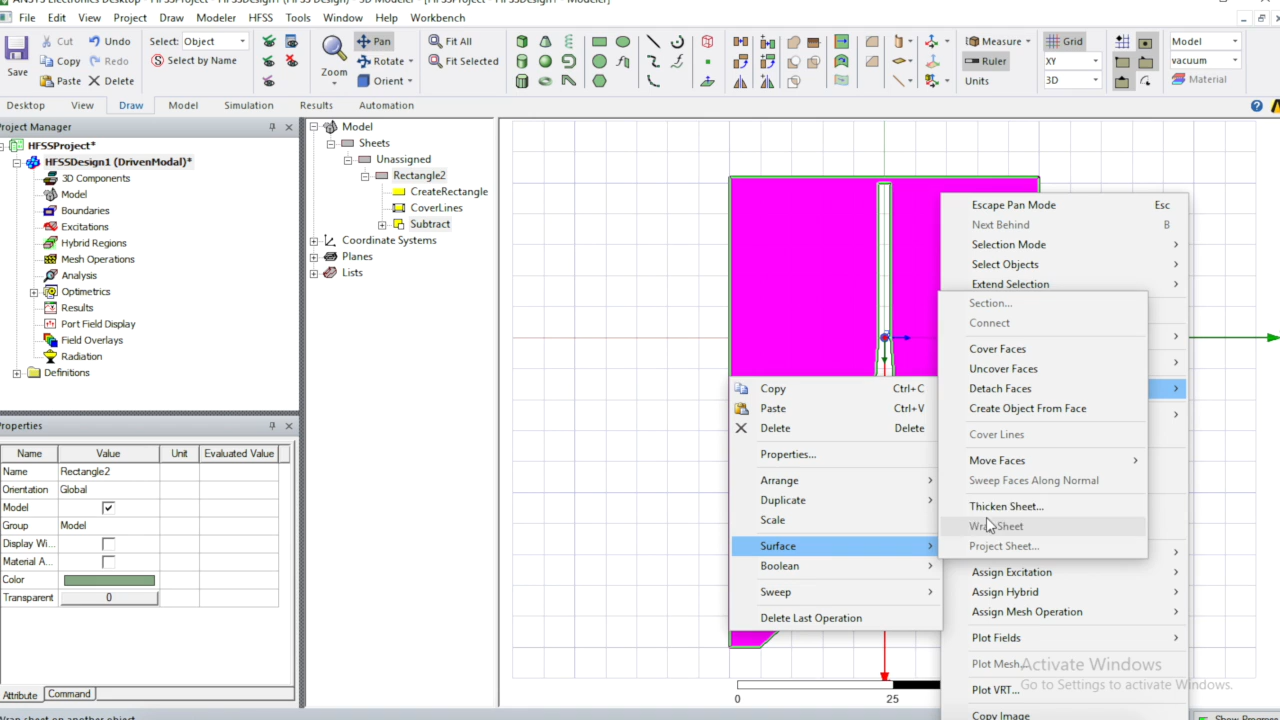 ANSYS Electronics Desktop - HFSSProject - HFSSDesign1 (HFSS Design) - 3D Modeler - [HFSSProject - HFSSDesign1 - Modeler]
File Edit View Project Draw Modeler HFSS Tools Window Help Workbench
Save Cut Copy Paste Undo Redo Delete Select: Object Select by Name Zoom Pan Rotate Orient Fit All Fit Selected Measure Ruler Units Grid XY 3D Model vacuum Material
Desktop View Draw Model Simulation Results Automation
Project Manager
HFSSProject*
HFSSDesign1 (DrivenModal)*
3D Components
Model
Boundaries
Excitations
Hybrid Regions
Mesh Operations
Analysis
Optimetrics
Results
Port Field Display
Field Overlays
Radiation
Definitions
Properties
Name Value Unit Evaluated Value
Name Rectangle2
Orientation Global
Model
Group Model
Display Wi...
Material A...
Color
Transparent 0
Attribute Command
Model
Sheets
Unassigned
Rectangle2
CreateRectangle
CoverLines
Subtract
Coordinate Systems
Planes
Lists
Copy Ctrl+C
Paste Ctrl+V
Delete Delete
Properties...
Arrange
Duplicate
Scale
Surface
Boolean
Sweep
Delete Last Operation
Section...
Connect
Cover Faces
Uncover Faces
Detach Faces
Create Object From Face
Cover Lines
Move Faces
Sweep Faces Along Normal
Thicken Sheet...
Wrap Sheet
Project Sheet...
Escape Pan Mode Esc
Next Behind B
Selection Mode
Select Objects
Extend Selection
Assign Excitation
Assign Hybrid
Assign Mesh Operation
Plot Fields
Plot Mesh...
Plot VRT...
Copy Image
Activate Windows
Go to Settings to activate Windows.
0 25
Wrap sheet on another object
Show Progress